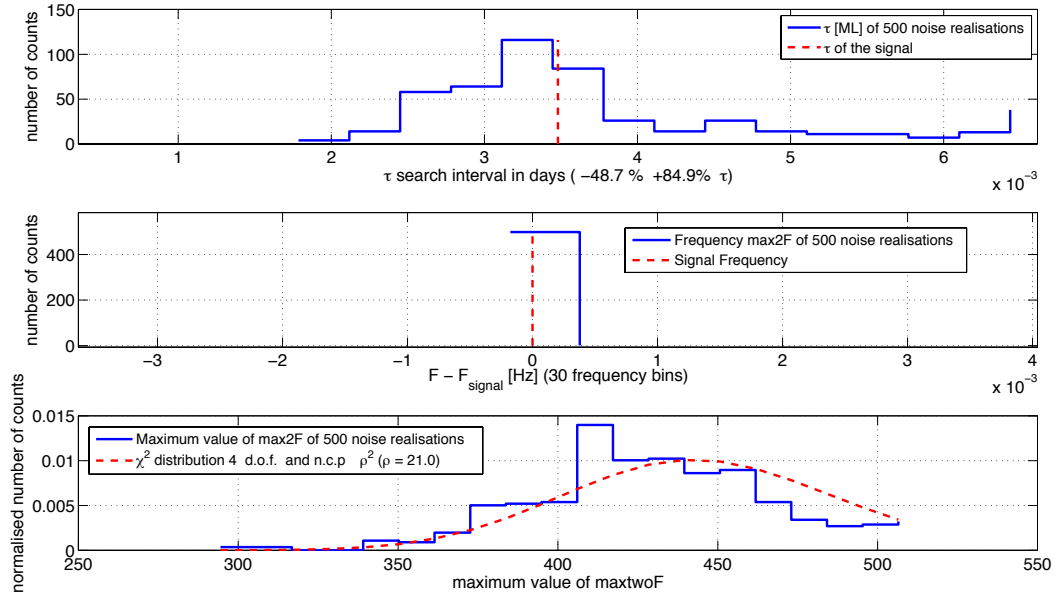 150
100
50
0
number of counts
τ [ML] of 500 noise realisations
τ of the signal
1 2 3 4 5 6
τ search interval in days ( −48.7 % +84.9% τ)
x 10⁻³
400
200
0
number of counts
Frequency max2F of 500 noise realisations
Signal Frequency
−3 −2 −1 0 1 2 3 4
F − F_signal [Hz] (30 frequency bins)
x 10⁻³
0.015
0.01
0.005
0
normalised number of counts
Maximum value of max2F of 500 noise realisations
χ² distribution 4 d.o.f. and n.c.p ρ² (ρ = 21.0)
250 300 350 400 450 500 550
maximum value of maxtwoF